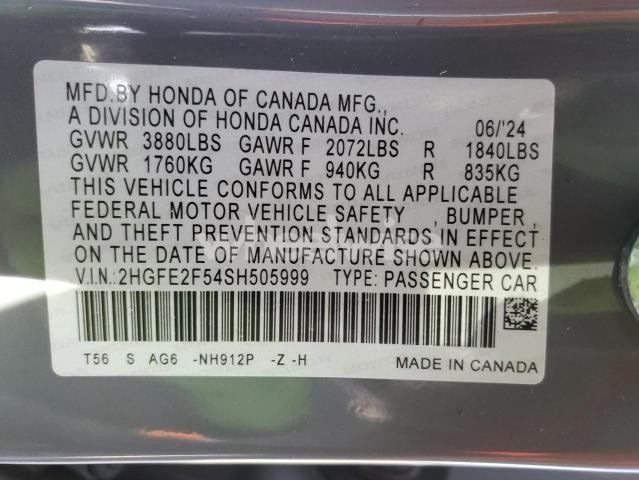 MFD.BY HONDA OF CANADA MFG.,
A DIVISION OF HONDA CANADA INC. 06/'24
GVWR 3880LBS GAWR F 2072LBS R 1840LBS
GVWR 1760KG GAWR F 940KG R 835KG
THIS VEHICLE CONFORMS TO ALL APPLICABLE
FEDERAL MOTOR VEHICLE SAFETY , BUMPER ,
AND THEFT PREVENTION STANDARDS IN EFFECT
ON THE DATE OF MANUFACTURE SHOWN ABOVE.
V.I.N.:2HGFE2F54SH505999 TYPE: PASSENGER CAR
T56 S AG6 -NH912P -Z -H MADE IN CANADA